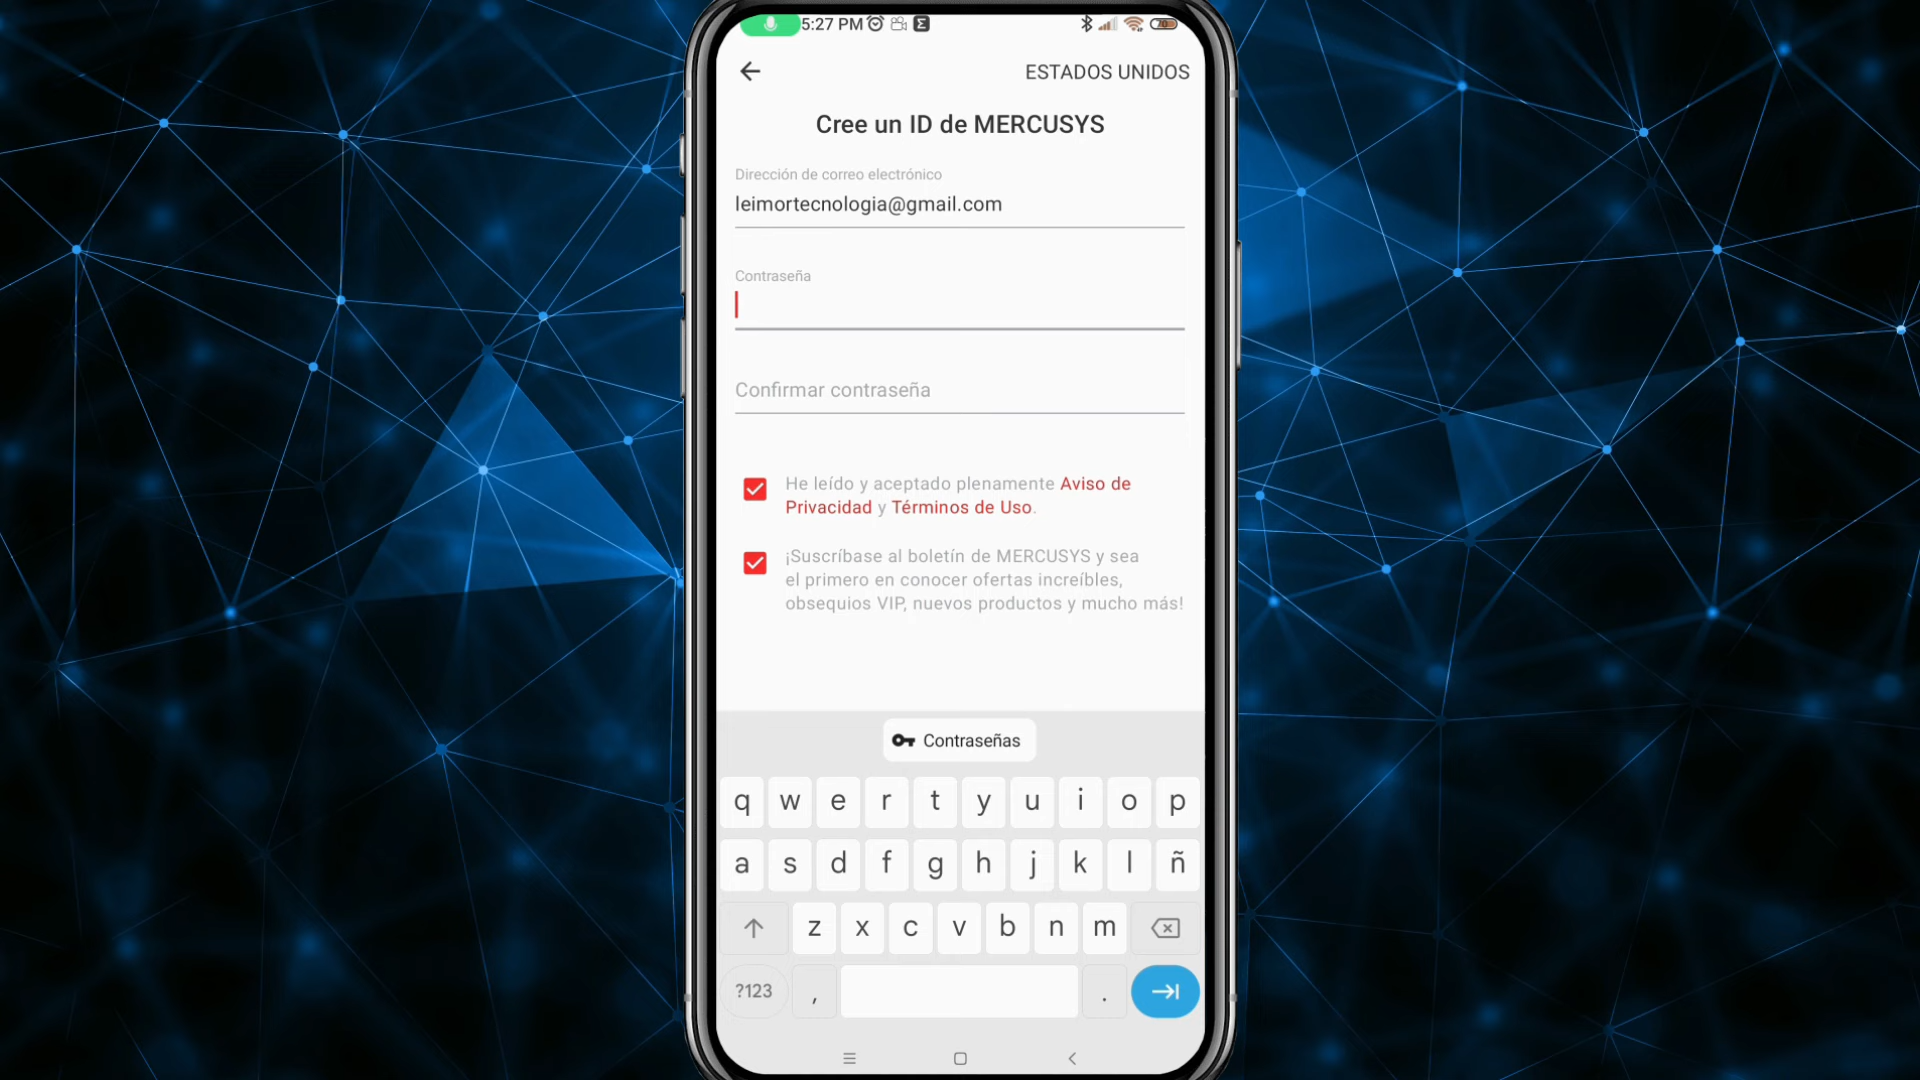 5:27 PM
70
ESTADOS UNIDOS
Cree un ID de MERCUSYS
Dirección de correo electrónico
leimortecnologia@gmail.com
Contraseña
Confirmar contraseña
He leído y aceptado plenamente Aviso de
Privacidad y Términos de Uso.
¡Suscríbase al boletín de MERCUSYS y sea
el primero en conocer ofertas increíbles,
obsequios VIP, nuevos productos y mucho más!
Contraseñas
q w e r t y u i o p
a s d f g h j k l ñ
z x c v b n m
?123 , .